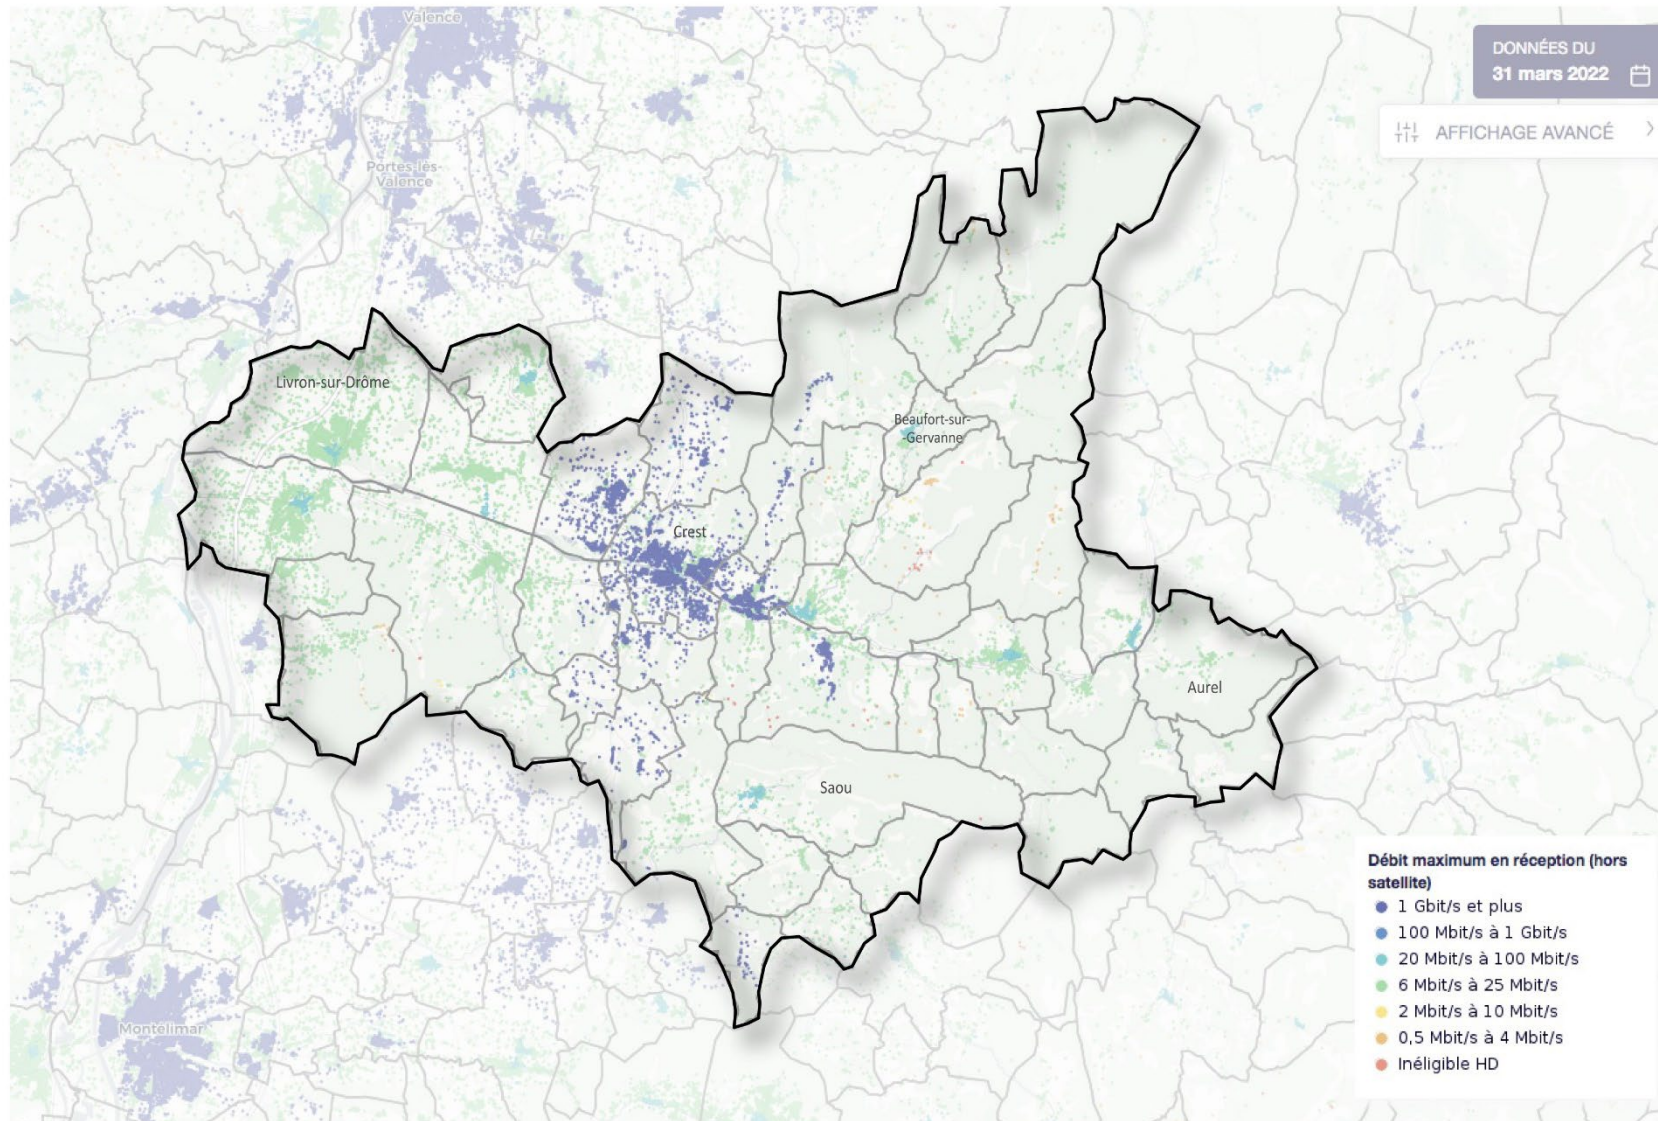 Valence
DONNÉES DU
31 mars 2022
AFFICHAGE AVANCÉ
Portes-lès-
Valence
Livron-sur-Drôme
Beaufort-sur-
-Gervanne
Crest
Aurel
Saou
Montélimar
Débit maximum en réception (hors
satellite)
1 Gbit/s et plus
100 Mbit/s à 1 Gbit/s
20 Mbit/s à 100 Mbit/s
6 Mbit/s à 25 Mbit/s
2 Mbit/s à 10 Mbit/s
0,5 Mbit/s à 4 Mbit/s
Inéligible HD